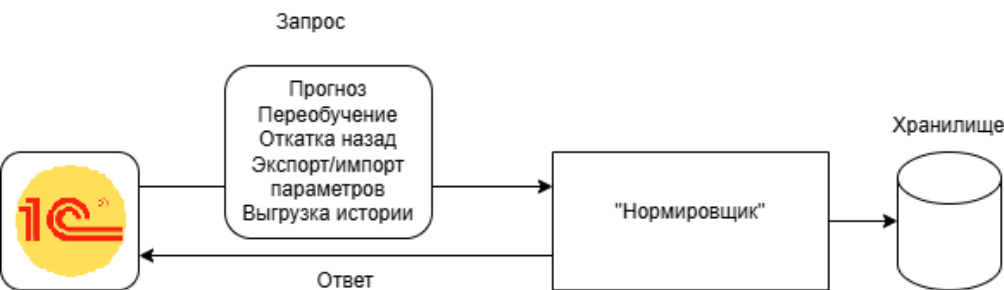 Запрос
Прогноз
Переобучение
Откатка назад
Экспорт/импорт
параметров
Выгрузка истории
Хранилище
1С
"Нормировщик"
Ответ